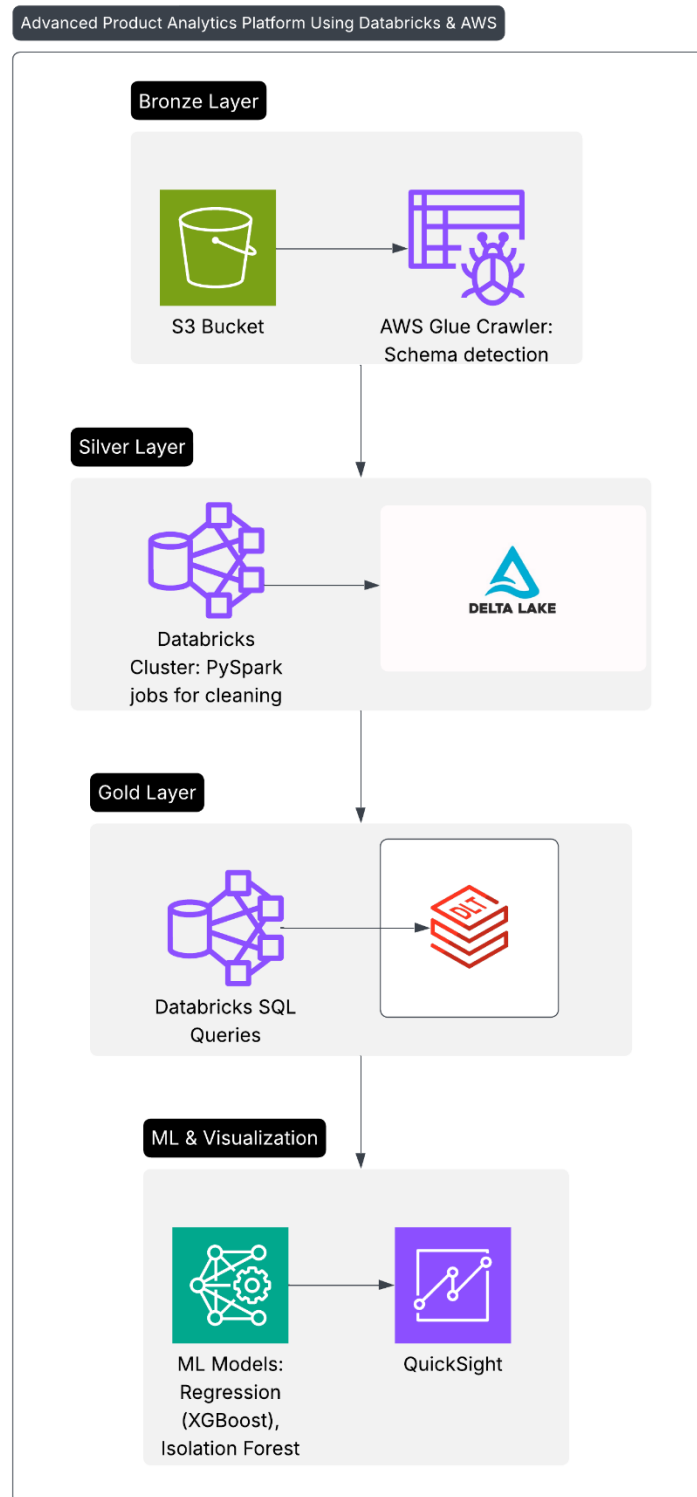 Advanced Product Analytics Platform Using Databricks & AWS
Bronze Layer
S3 Bucket
AWS Glue Crawler:
Schema detection
Silver Layer
Databricks
Cluster: PySpark
jobs for cleaning
DELTA LAKE
Gold Layer
Databricks SQL
Queries
DLT
ML & Visualization
ML Models:
Regression
(XGBoost),
Isolation Forest
QuickSight